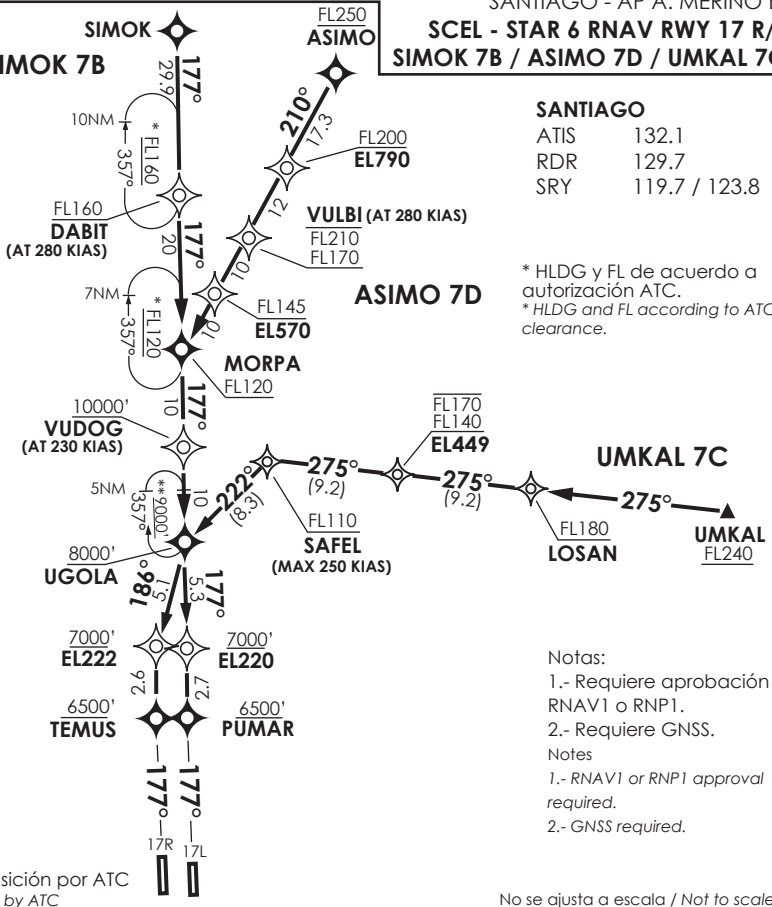 SANTIAGO - AP A. MERINO
SCEL - STAR 6 RNAV RWY 17 R/
SIMOK 7B / ASIMO 7D / UMKAL 7
SIMOK
FL250
ASIMO
IMOK 7B
177°
29.9
210°
17.3
10NM
357°
* FL160
FL200
EL790
SANTIAGO
ATIS 132.1
RDR 129.7
SRY 119.7 / 123.8
FL160
DABIT
(AT 280 KIAS)
12
VULBI (AT 280 KIAS)
FL210
FL170
177°
20
10
7NM
357°
* FL120
FL145
EL570
ASIMO 7D
* HLDG y FL de acuerdo a
autorización ATC.
* HLDG and FL according to ATC
clearance.
10
MORPA
FL120
177°
10
10000'
VUDOG
(AT 230 KIAS)
FL170
FL140
EL449
UMKAL 7C
5NM
357°
**9000'
10
222°
(8.3)
275°
(9.2)
275°
(9.2)
275°
FL110
SAFEL
(MAX 250 KIAS)
FL180
LOSAN
UMKAL
FL240
8000'
UGOLA
186°
5.1
5.3
177°
7000'
EL222
7000'
EL220
2.6
2.7
6500'
TEMUS
6500'
PUMAR
177°
177°
17R
17L
Notas:
1.- Requiere aprobación
RNAV1 o RNP1.
2.- Requiere GNSS.
Notes
1.- RNAV1 or RNP1 approval
required.
2.- GNSS required.
sición por ATC
by ATC
No se ajusta a escala / Not to scale